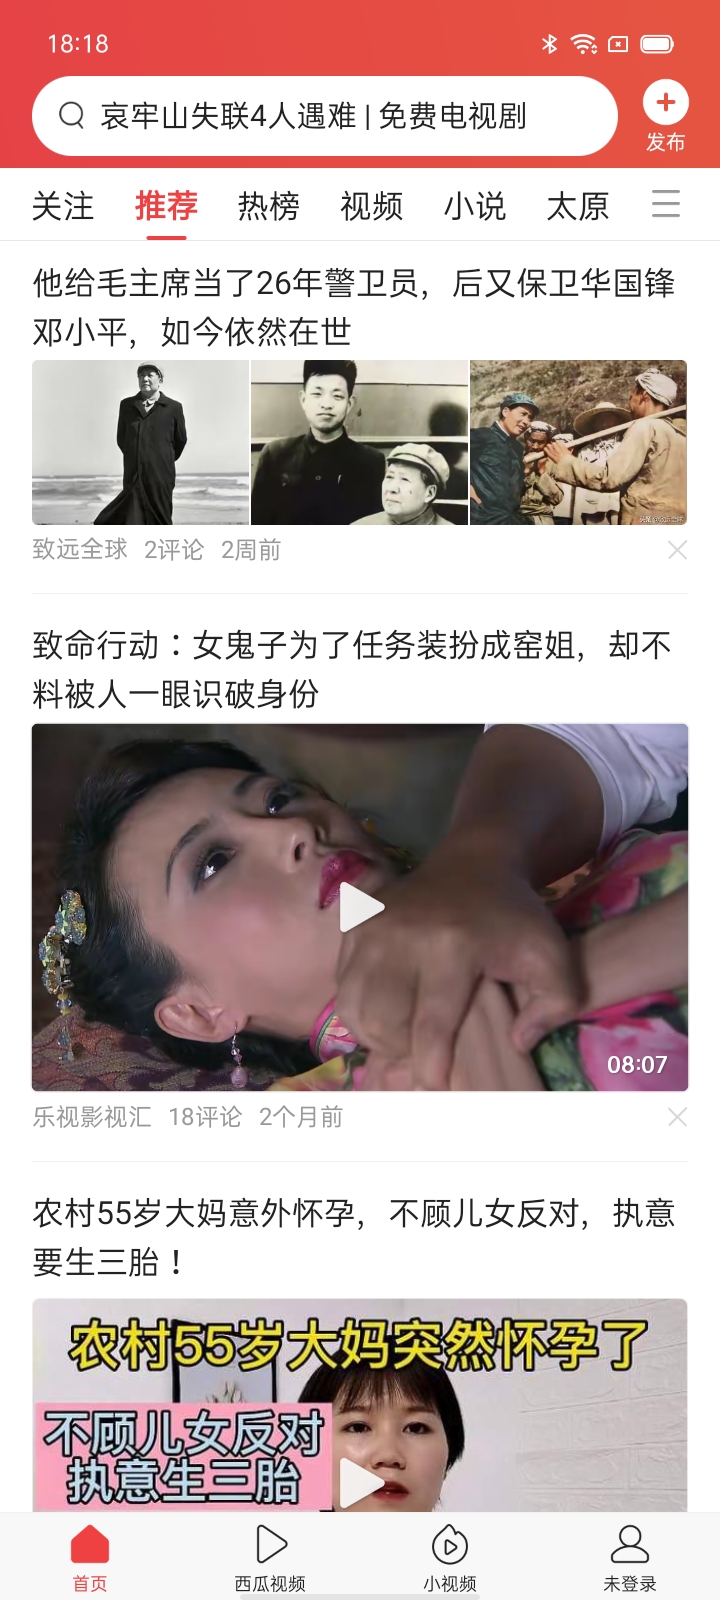 18:18
哀牢山失联4人遇难 | 免费电视剧
发布
关注 推荐 热榜 视频 小说 太原
他给毛主席当了26年警卫员，后又保卫华国锋
邓小平，如今依然在世
致远全球 2评论 2周前
致命行动：女鬼子为了任务装扮成窑姐，却不
料被人一眼识破身份
08:07
乐视影视汇 18评论 2个月前
农村55岁大妈意外怀孕，不顾儿女反对，执意
要生三胎！
农村55岁大妈突然怀孕了
不顾儿女反对
执意生三胎
首页 西瓜视频 小视频 未登录